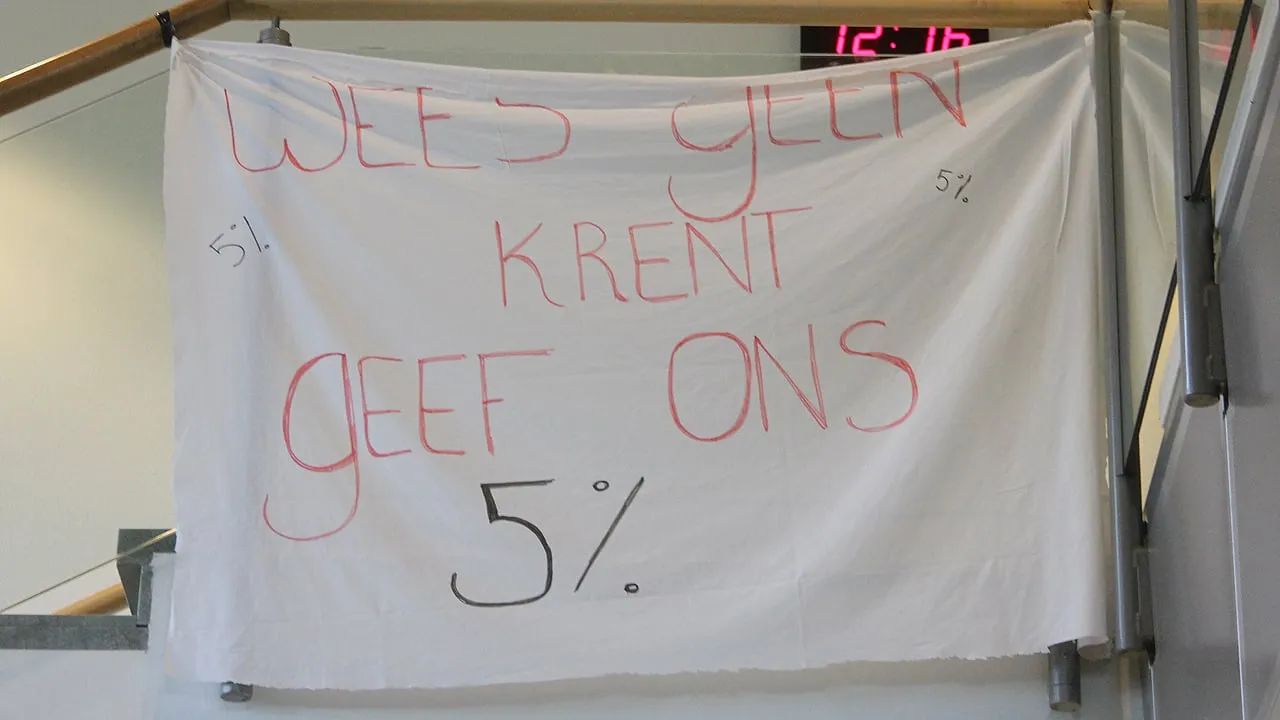 12:16
WEES gEEN
5%
5%
KRENT
gEEF ONS
5%